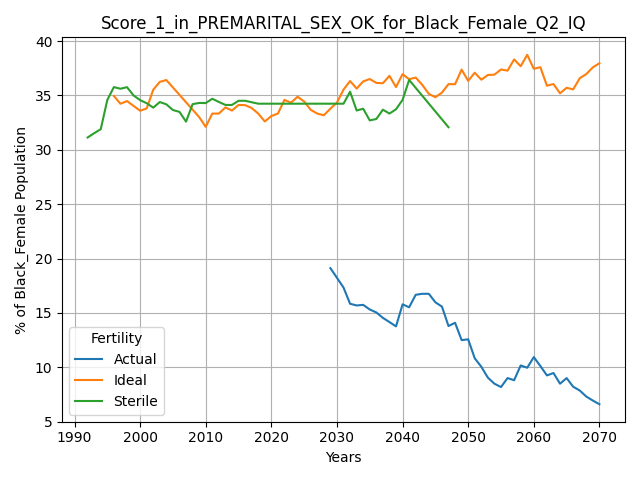 Score_1_in_PREMARITAL_SEX_OK_for_Black_Female_Q2_IQ
% of Black_Female Population
40
35
30
25
20
15
10
5
Fertility
Actual
Ideal
Sterile
1990 2000 2010 2020 2030 2040 2050 2060 2070
Years